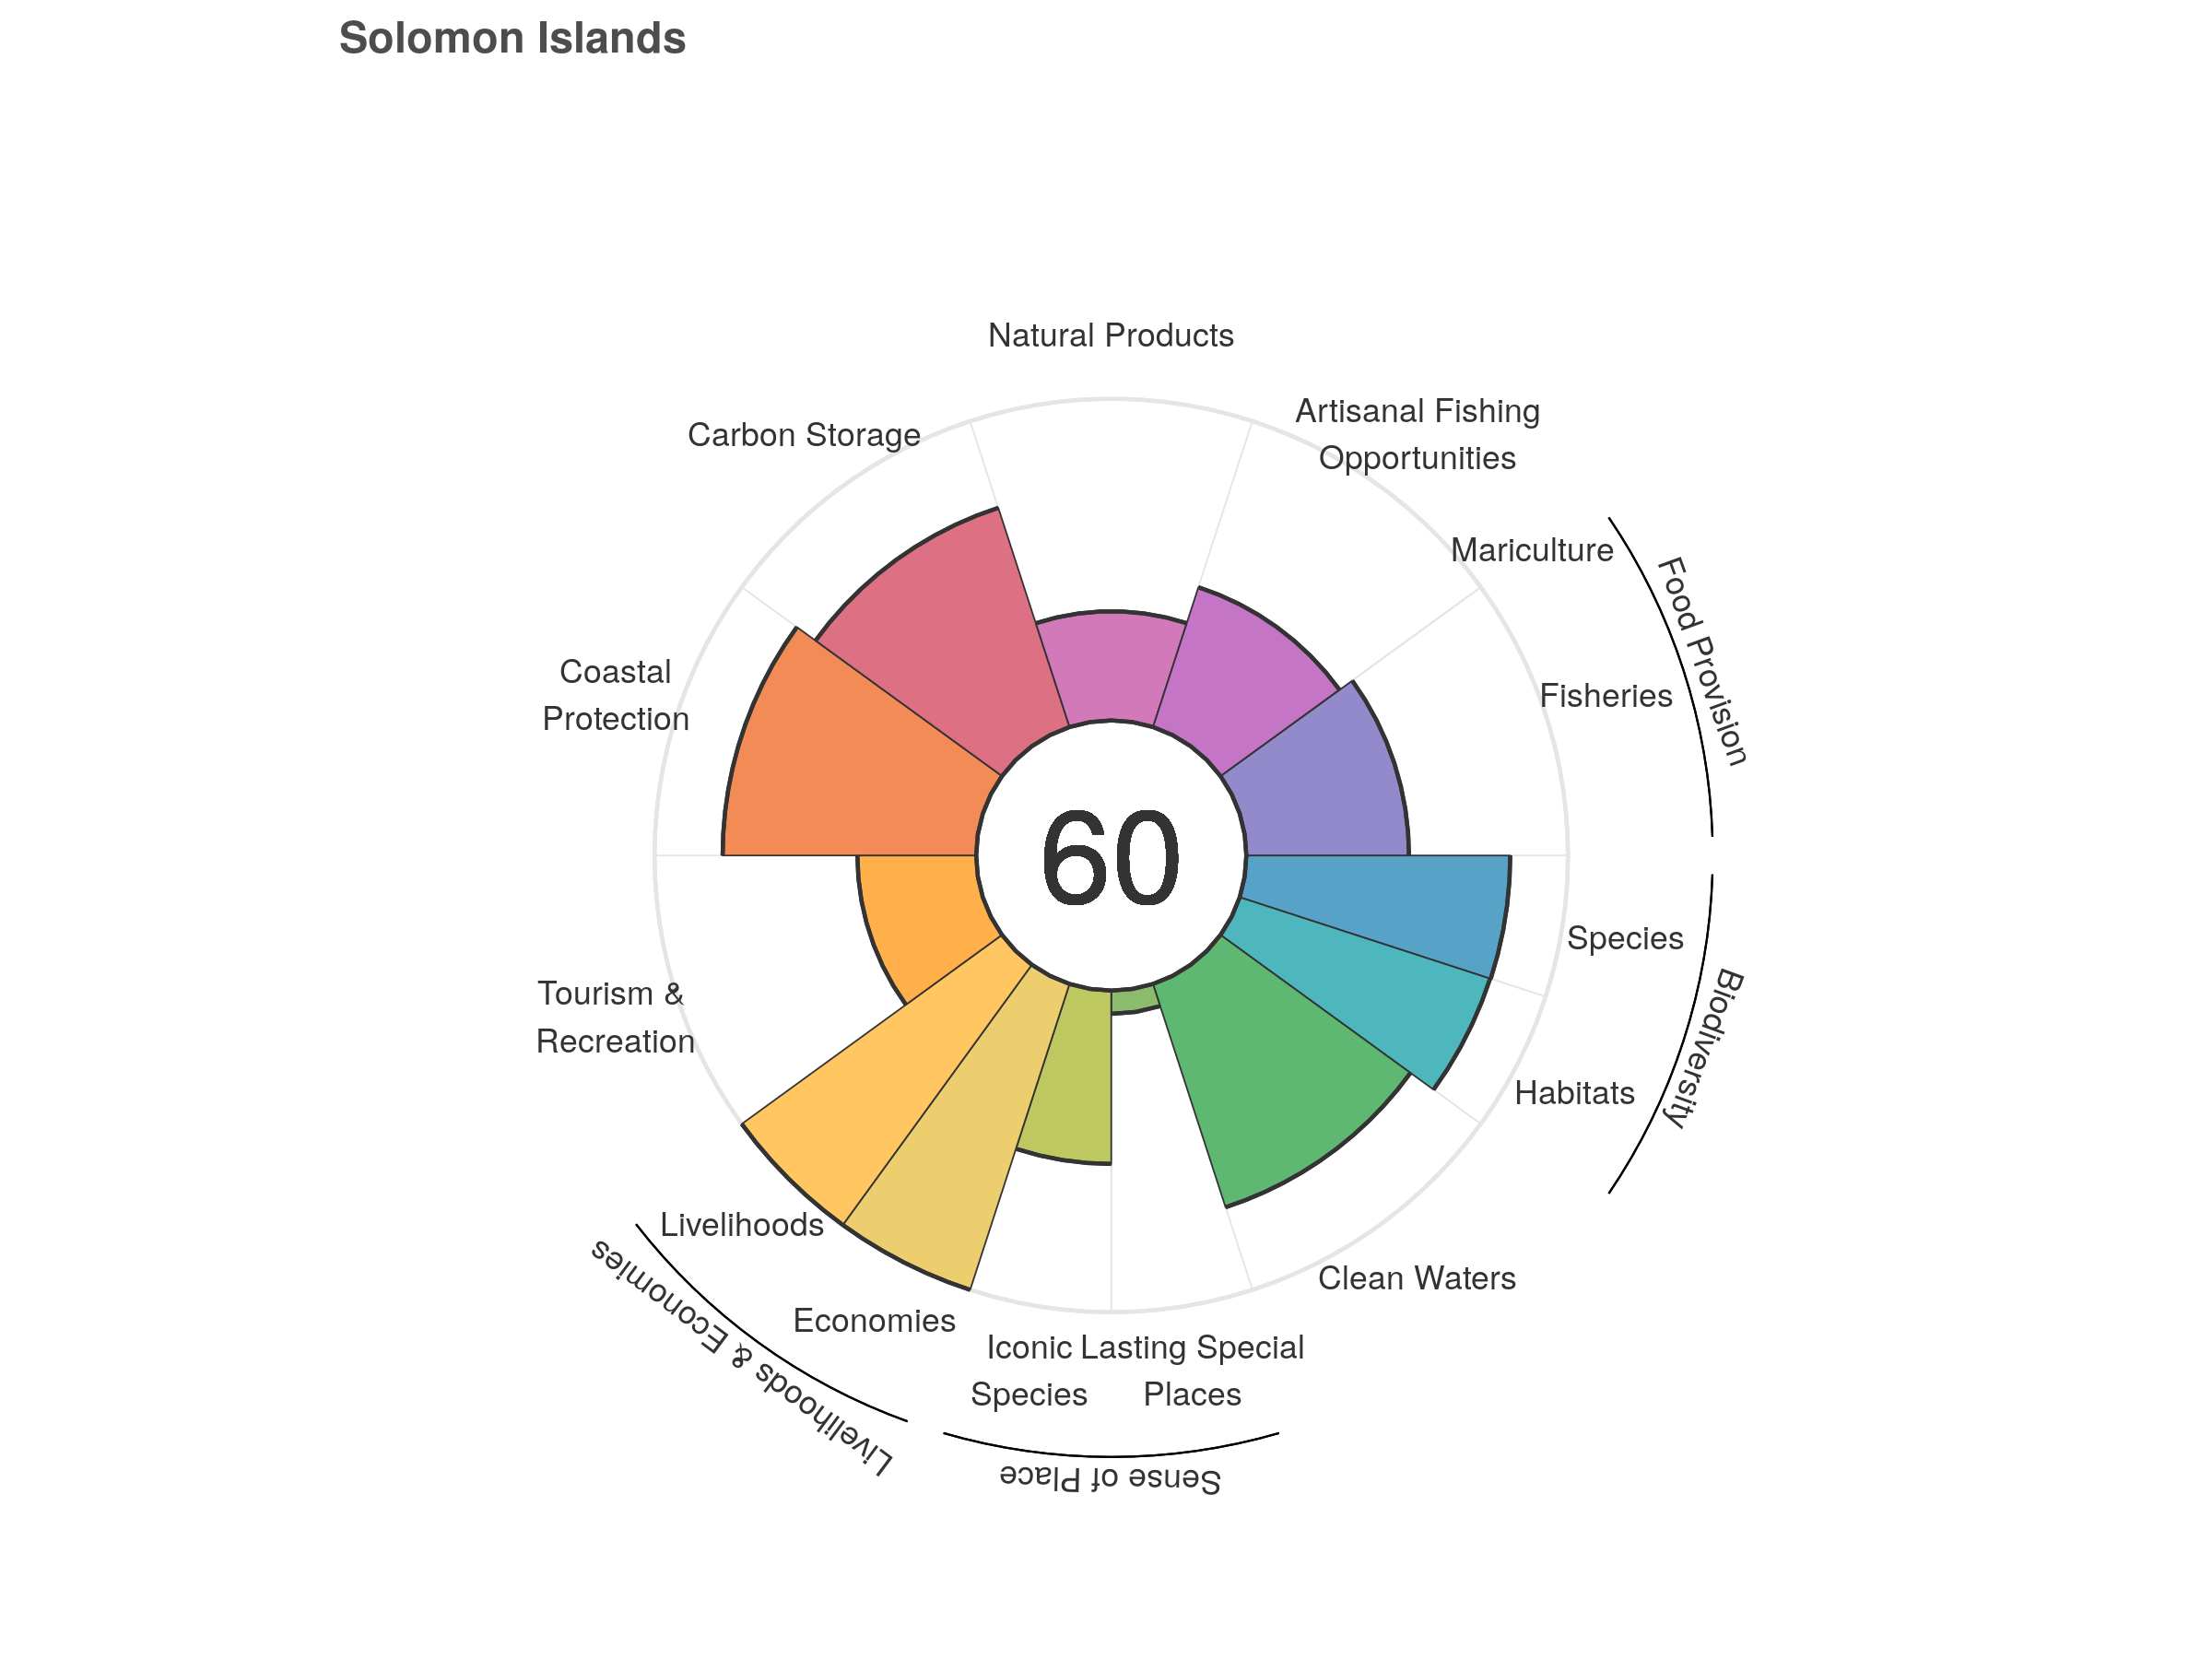 Solomon Islands
Natural Products
Artisanal Fishing
Opportunities
Carbon Storage
Mariculture
Food Provision
Fisheries
Coastal
Protection
60
Species
Biodiversity
Habitats
Tourism &
Recreation
Livelihoods
Livelihoods & Economies
Economies
Clean Waters
Iconic
Species
Lasting Special
Places
Sense of Place